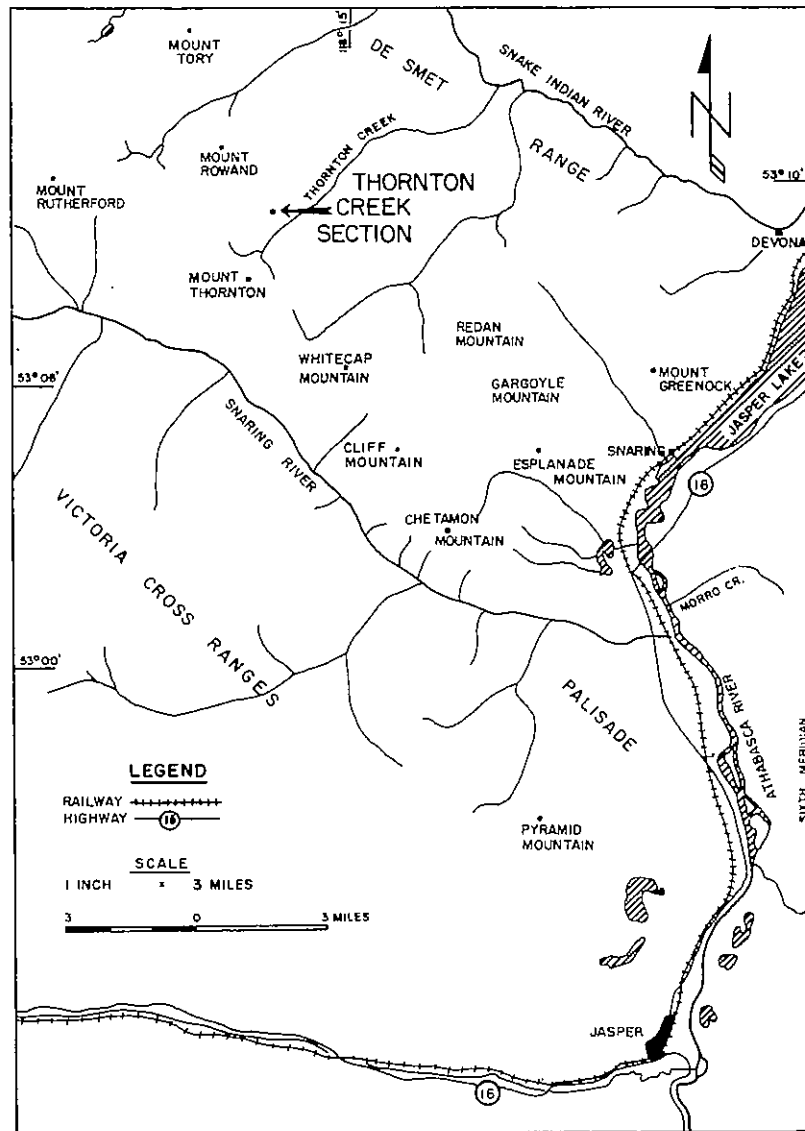 118° 15'
MOUNT
TORY
DE SMET
SNAKE INDIAN RIVER
N
THORNTON CREEK
MOUNT
ROWAND
RANGE
53° 10'
MOUNT
RUTHERFORD
THORNTON
CREEK
SECTION
DEVONA
MOUNT
THORNTON
REDAN
MOUNTAIN
WHITECAP
MOUNTAIN
MOUNT
GREENOCK
53° 08'
GARGOYLE
MOUNTAIN
JASPER LAKE
SNARING RIVER
CLIFF
MOUNTAIN
SNARING
ESPLANADE
MOUNTAIN
16
VICTORIA CROSS RANGES
CHETAMON
MOUNTAIN
MORRO CR.
53° 00'
PALISADE
ATHABASCA RIVER
SIXTH MERIDIAN
LEGEND
RAILWAY
HIGHWAY 16
PYRAMID
MOUNTAIN
SCALE
1 INCH = 3 MILES
3 0 3 MILES
JASPER
16